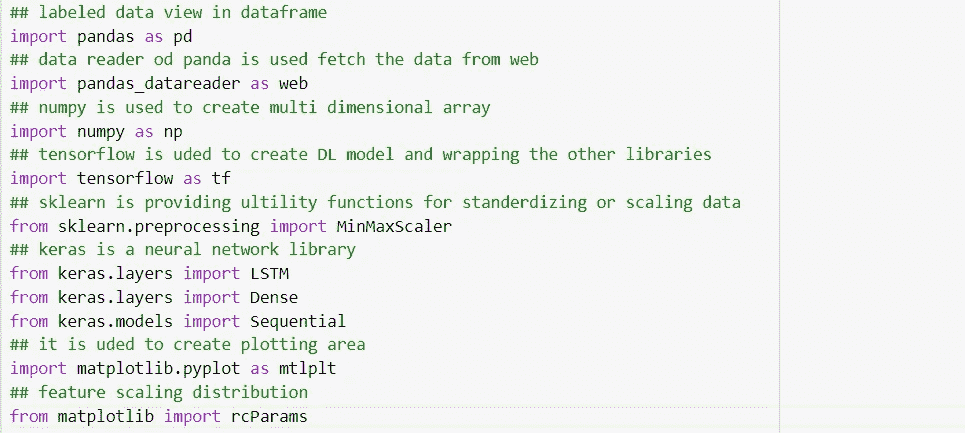 ## labeled data view in dataframe
import pandas as pd
## data reader od panda is used fetch the data from web
import pandas_datareader as web
## numpy is used to create multi dimensional array
import numpy as np
## tensorflow is uded to create DL model and wrapping the other libraries
import tensorflow as tf
## sklearn is providing ultility functions for standerdizing or scaling data
from sklearn.preprocessing import MinMaxScaler
## keras is a neural network library
from keras.layers import LSTM
from keras.layers import Dense
from keras.models import Sequential
## it is uded to create plotting area
import matplotlib.pyplot as mtlplt
## feature scaling distribution
from matplotlib import rcParams